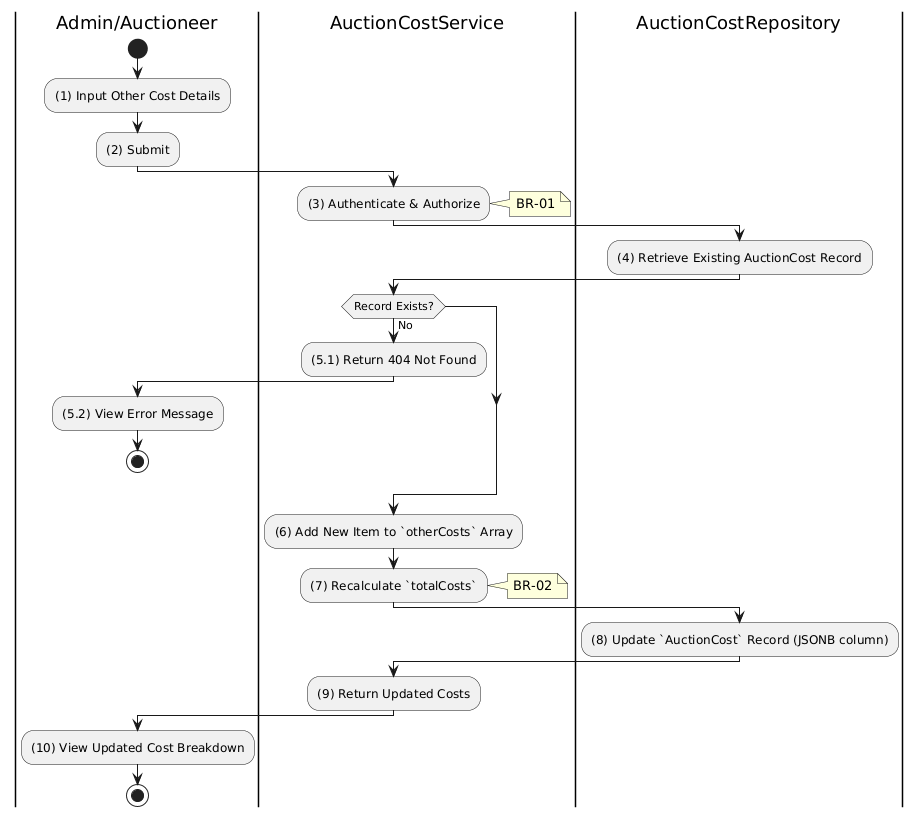 Admin/Auctioneer
AuctionCostService
AuctionCostRepository
(1) Input Other Cost Details
(2) Submit
(3) Authenticate & Authorize
BR-01
(4) Retrieve Existing AuctionCost Record
Record Exists?
No
(5.1) Return 404 Not Found
(5.2) View Error Message
(6) Add New Item to `otherCosts` Array
(7) Recalculate `totalCosts`
BR-02
(8) Update `AuctionCost` Record (JSONB column)
(9) Return Updated Costs
(10) View Updated Cost Breakdown